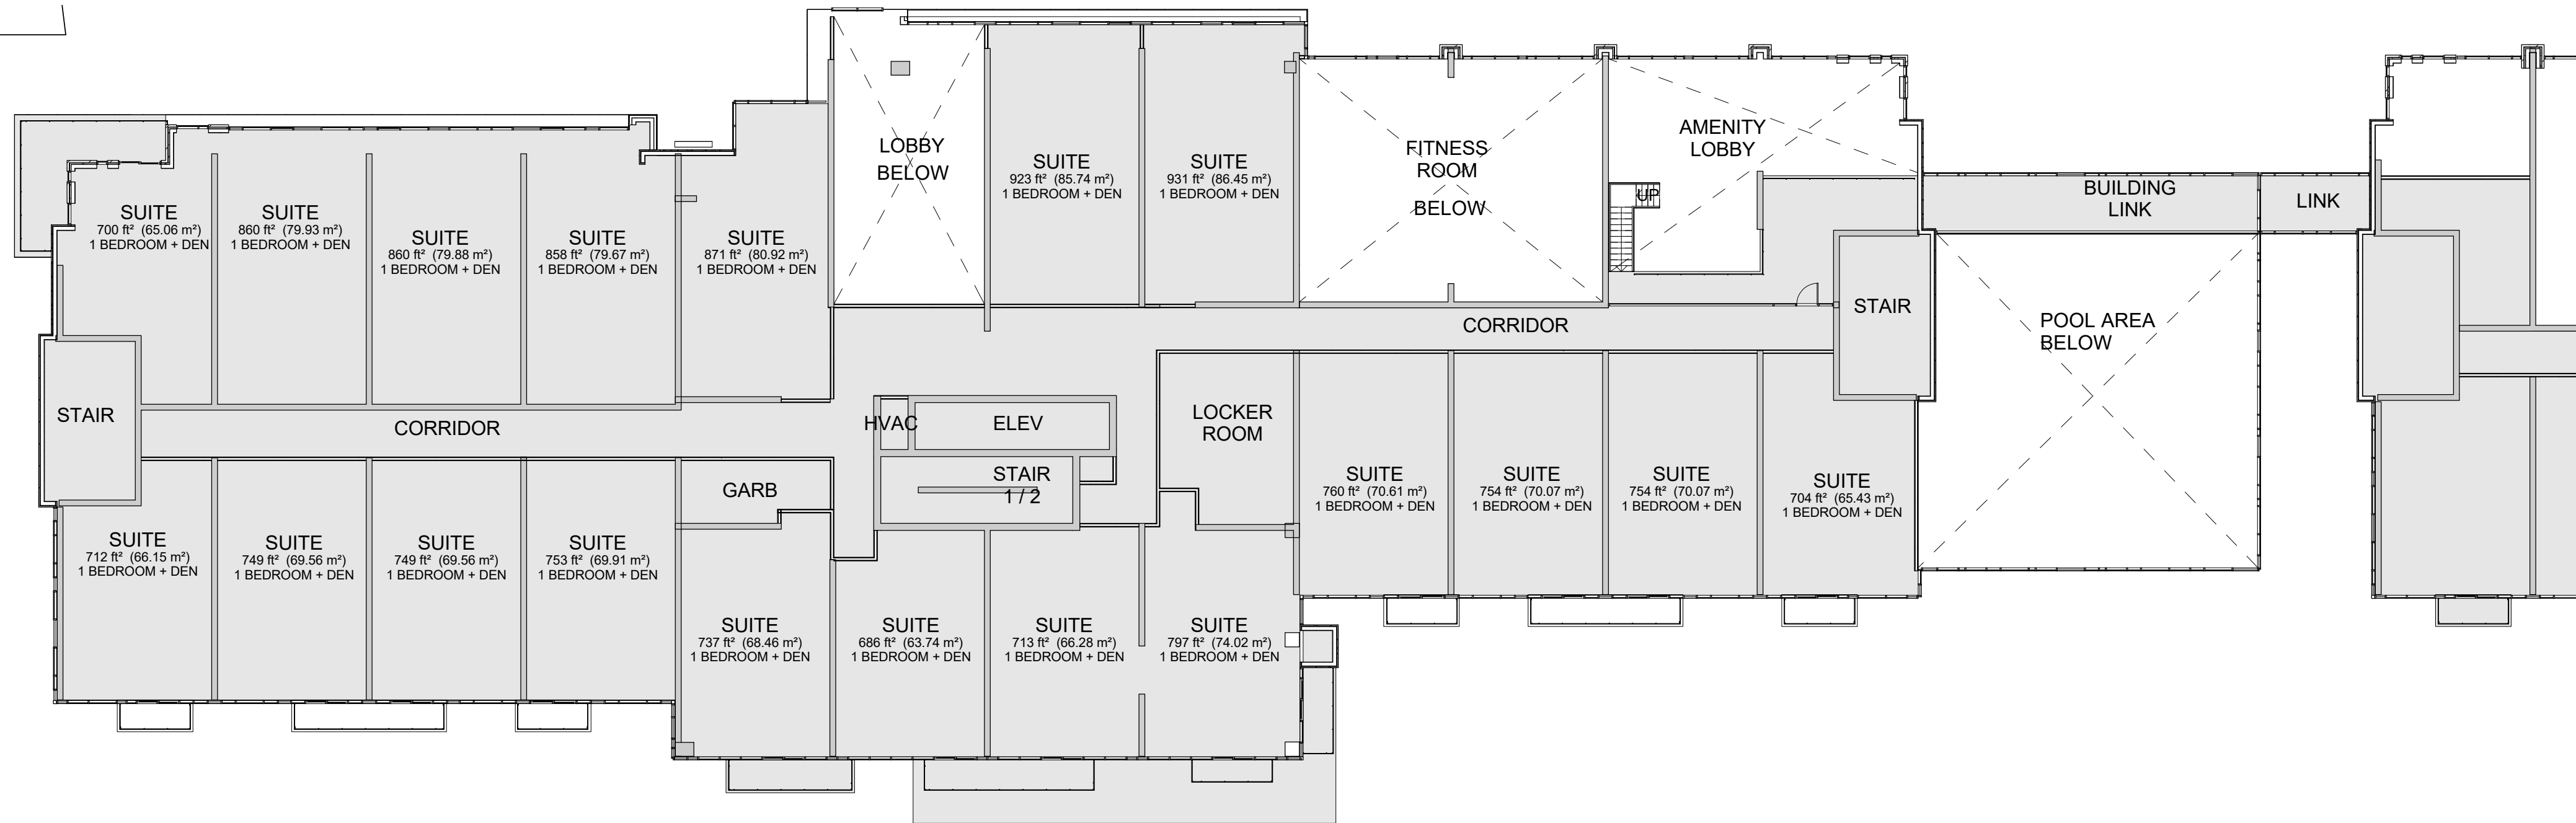 LOBBY
BELOW
SUITE
923 ft² (85.74 m²)
1 BEDROOM + DEN
SUITE
931 ft² (86.45 m²)
1 BEDROOM + DEN
FITNESS
ROOM
BELOW
AMENITY
LOBBY
UP
BUILDING
LINK
LINK
SUITE
700 ft² (65.06 m²)
1 BEDROOM + DEN
SUITE
860 ft² (79.93 m²)
1 BEDROOM + DEN
SUITE
860 ft² (79.88 m²)
1 BEDROOM + DEN
SUITE
858 ft² (79.67 m²)
1 BEDROOM + DEN
SUITE
871 ft² (80.92 m²)
1 BEDROOM + DEN
STAIR
CORRIDOR
POOL AREA
BELOW
STAIR
CORRIDOR
HVAC
ELEV
LOCKER
ROOM
GARB
STAIR
1 / 2
SUITE
760 ft² (70.61 m²)
1 BEDROOM + DEN
SUITE
754 ft² (70.07 m²)
1 BEDROOM + DEN
SUITE
754 ft² (70.07 m²)
1 BEDROOM + DEN
SUITE
704 ft² (65.43 m²)
1 BEDROOM + DEN
SUITE
712 ft² (66.15 m²)
1 BEDROOM + DEN
SUITE
749 ft² (69.56 m²)
1 BEDROOM + DEN
SUITE
749 ft² (69.56 m²)
1 BEDROOM + DEN
SUITE
753 ft² (69.91 m²)
1 BEDROOM + DEN
SUITE
737 ft² (68.46 m²)
1 BEDROOM + DEN
SUITE
686 ft² (63.74 m²)
1 BEDROOM + DEN
SUITE
713 ft² (66.28 m²)
1 BEDROOM + DEN
SUITE
797 ft² (74.02 m²)
1 BEDROOM + DEN